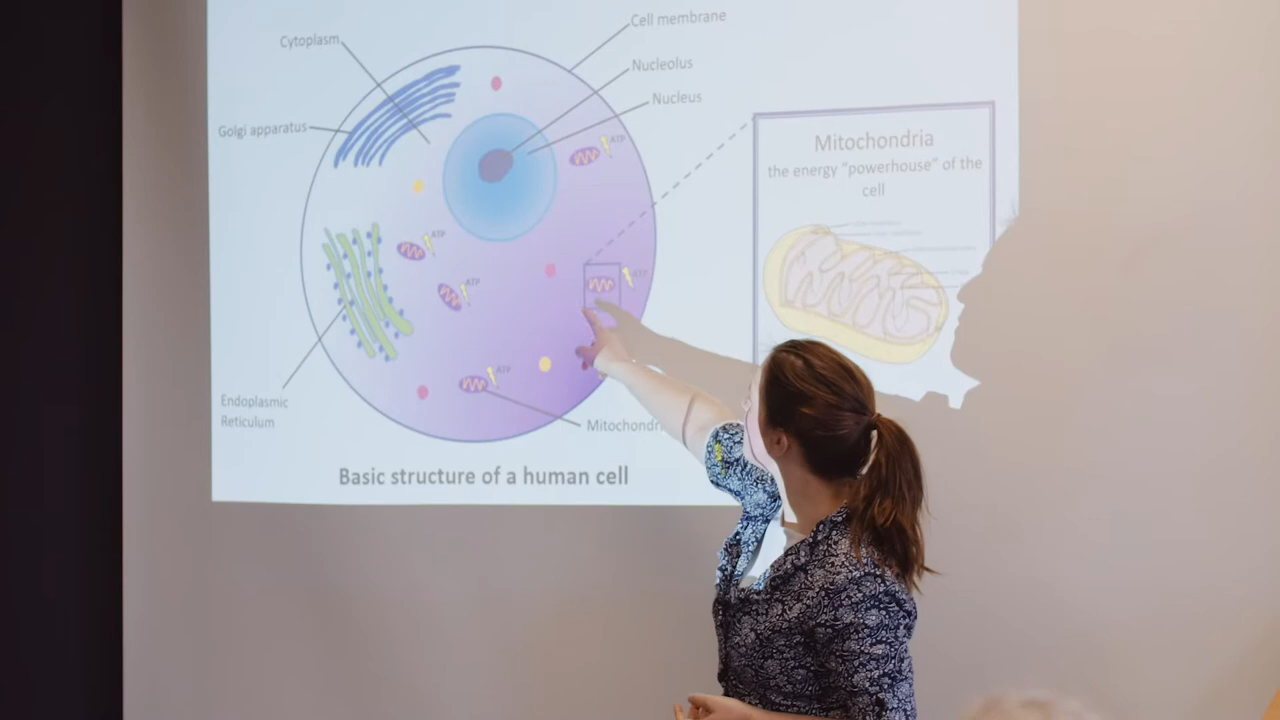 Cell membrane
Cytoplasm
Nucleolus
Nucleus
Golgi apparatus
ATP
Mitochondria
the energy “powerhouse” of the
cell
ATP
ATP
ATP
ATP
Endoplasmic
Reticulum
Basic structure of a human cell